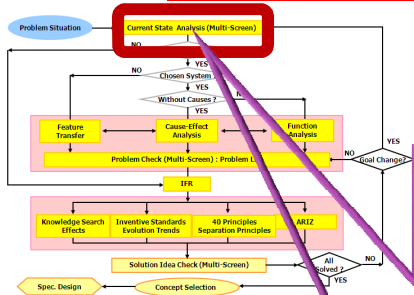 Problem Situation
Current State Analysis (Multi-Screen)
NO
YES
NO
Chosen System ?
YES
Without Causes ?
NO
YES
Feature
Transfer
Cause-Effect
Analysis
Function
Analysis
Problem Check (Multi-Screen) : Problem
NO
Goal Change?
YES
IFR
Knowledge Search
Effects
Inventive Standards
Evolution Trends
40 Principles
Separation Principles
ARIZ
Solution Idea Check (Multi-Screen)
All
Solved ?
NO
YES
Spec. Design
Concept Selection